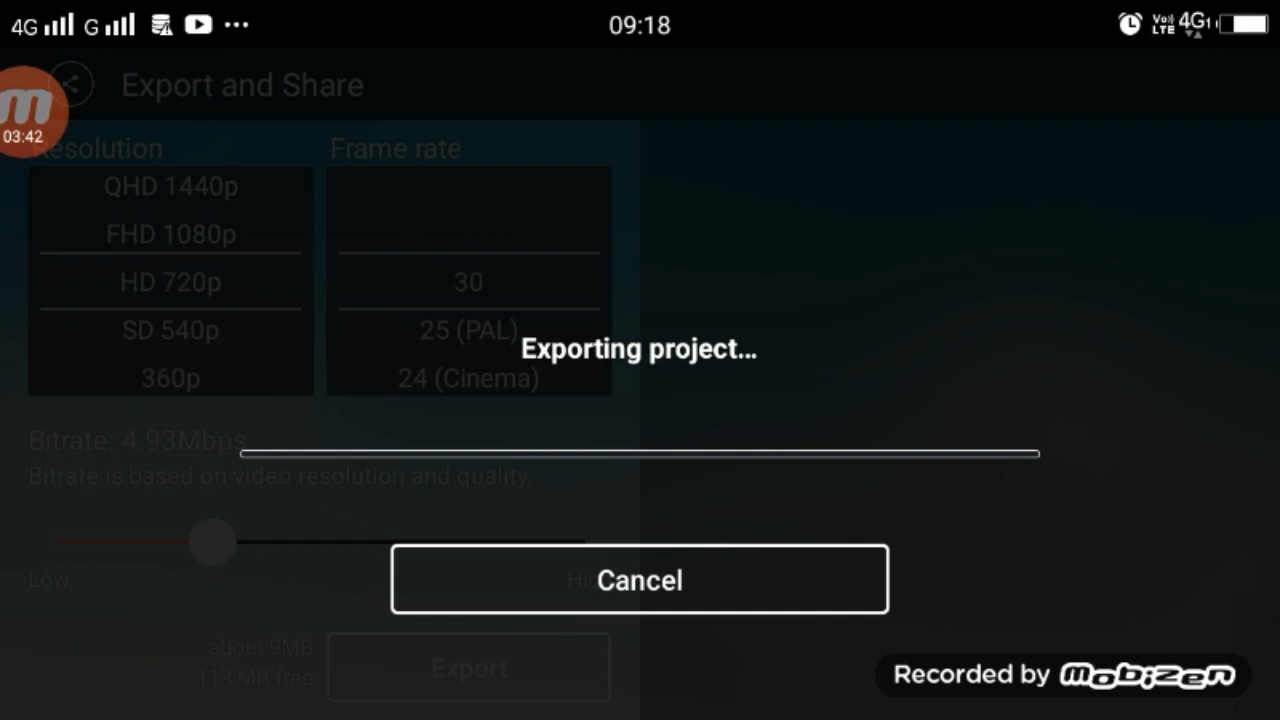 4G G ... 09:18 VoLTE 4G
Export and Share
m
03:42
Resolution Frame rate
QHD 1440p
FHD 1080p
HD 720p 30
SD 540p 25 (PAL)
360p 24 (Cinema)
Exporting project...
Bitrate: 4.93Mbps
Bitrate is based on video resolution and quality.
Low
Cancel
about 9MB
113 MB free
Export
Recorded by mobizen